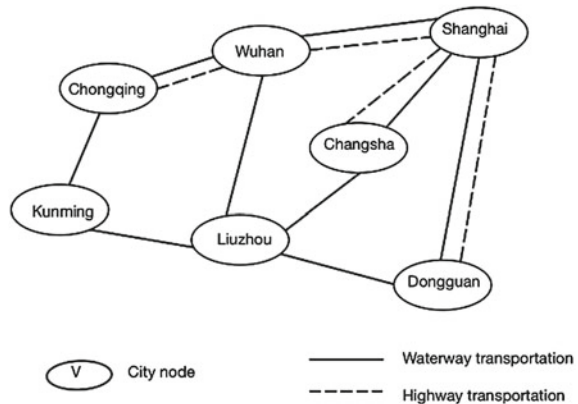 Shanghai
Wuhan
Chongqing
Changsha
Kunming
Liuzhou
Dongguan
V
City node
Waterway transportation
Highway transportation